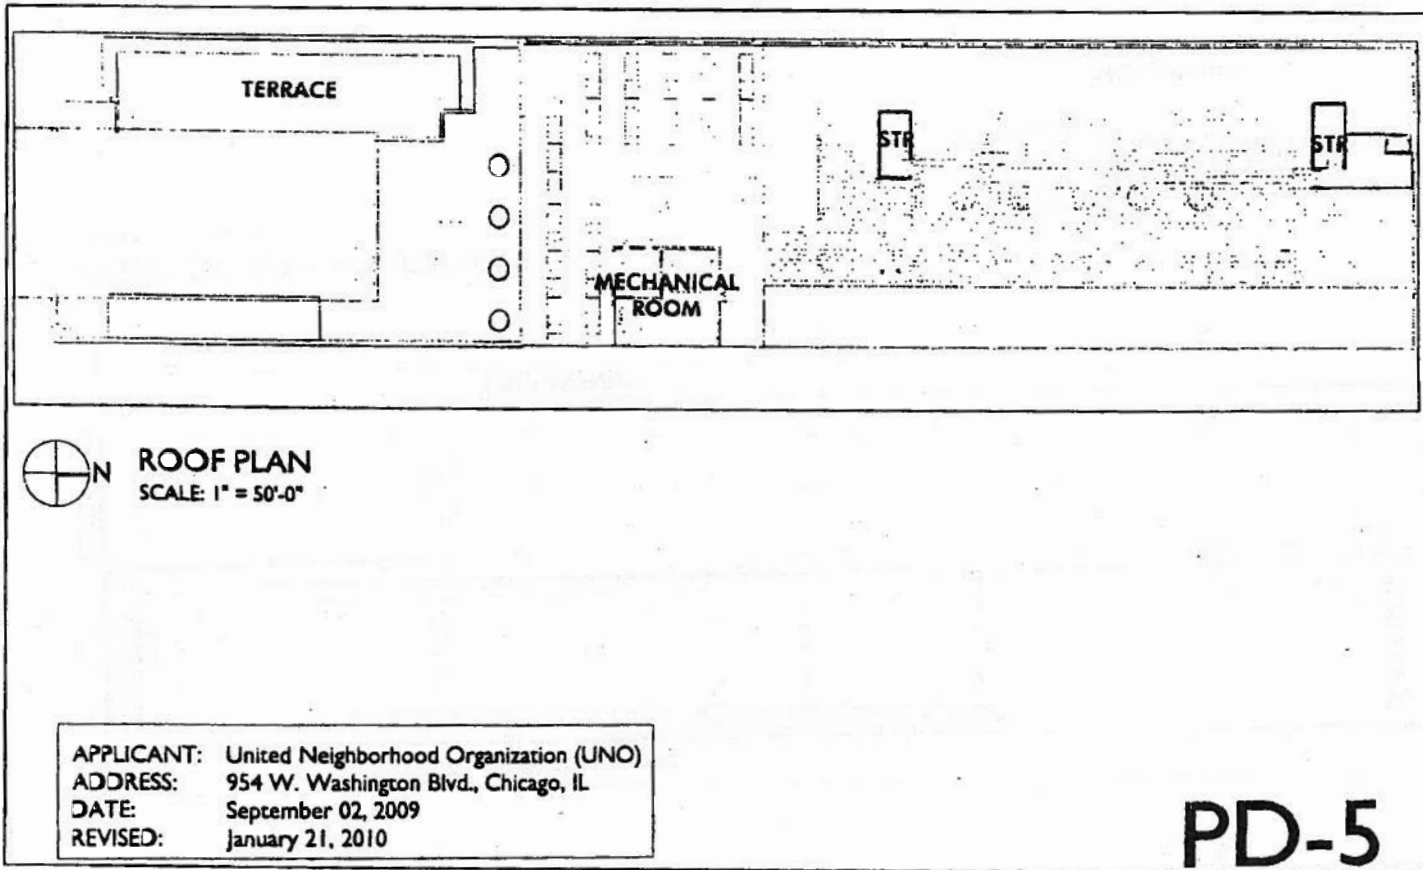 TERRACE
STR
STR
MECHANICAL
ROOM
N
ROOF PLAN
SCALE: 1" = 50'-0"
APPLICANT: United Neighborhood Organization (UNO)
ADDRESS: 954 W. Washington Blvd., Chicago, IL
DATE: September 02, 2009
REVISED: January 21, 2010
PD-5